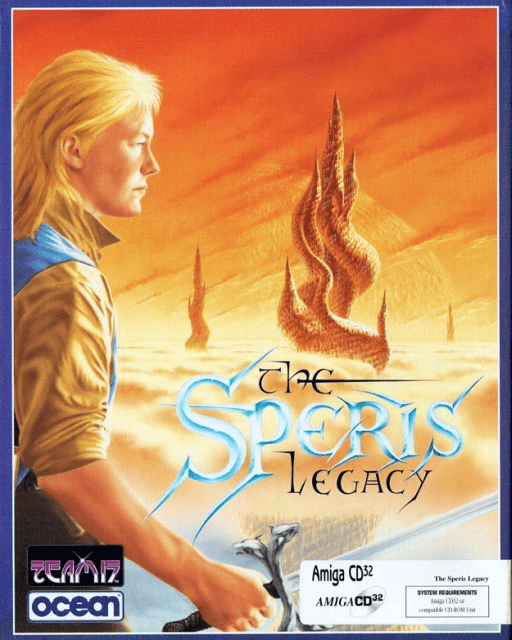 The
Speris
Legacy
TEAM17
ocean
Amiga CD32
AMIGA CD32
The Speris Legacy
SYSTEM REQUIREMENTS
Amiga CD32 or
compatible CD-ROM Unit